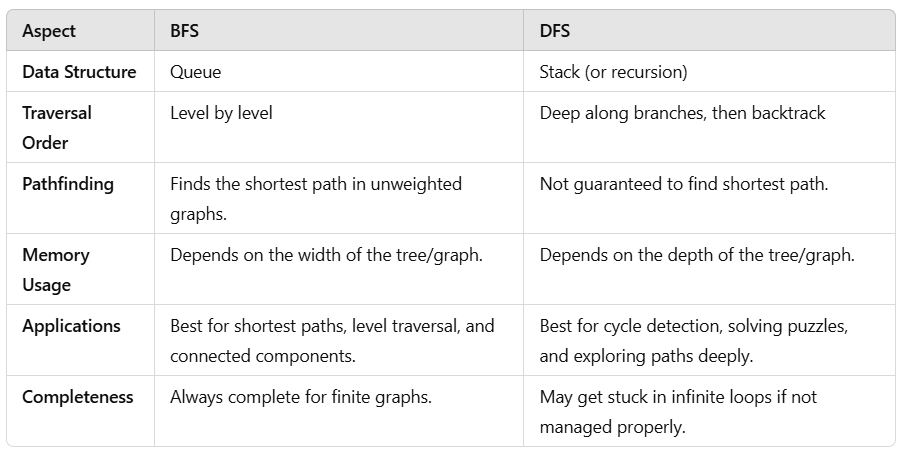 Aspect BFS DFS
Data Structure Queue Stack (or recursion)
Traversal Order Level by level Deep along branches, then backtrack
Pathfinding Finds the shortest path in unweighted graphs. Not guaranteed to find shortest path.
Memory Usage Depends on the width of the tree/graph. Depends on the depth of the tree/graph.
Applications Best for shortest paths, level traversal, and connected components. Best for cycle detection, solving puzzles, and exploring paths deeply.
Completeness Always complete for finite graphs. May get stuck in infinite loops if not managed properly.